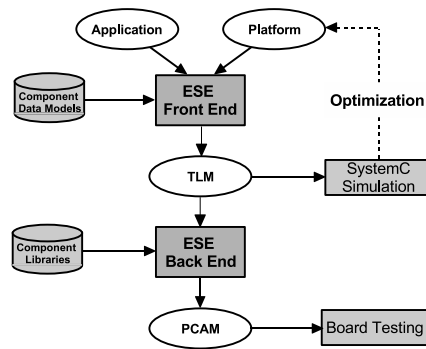 Application
Platform
ESE
Front End
Component
Data Models
Optimization
TLM
SystemC
Simulation
Component
Libraries
ESE
Back End
PCAM
Board Testing